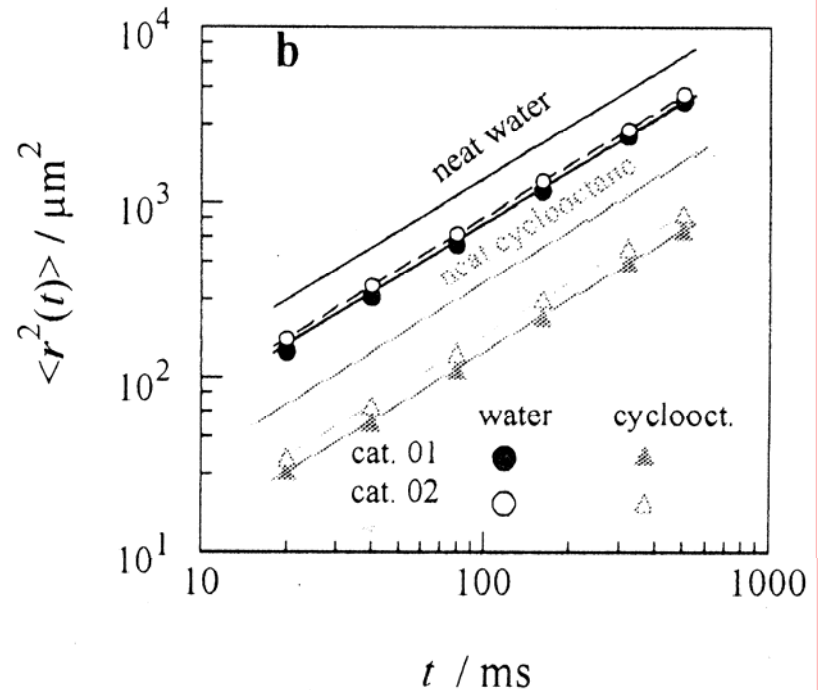 10^4
b
neat water
10^3
neat cyclooctane
<r^2(t)> / μm^2
10^2
water cyclooct.
cat. 01
cat. 02
10^1
10 100 1000
t / ms